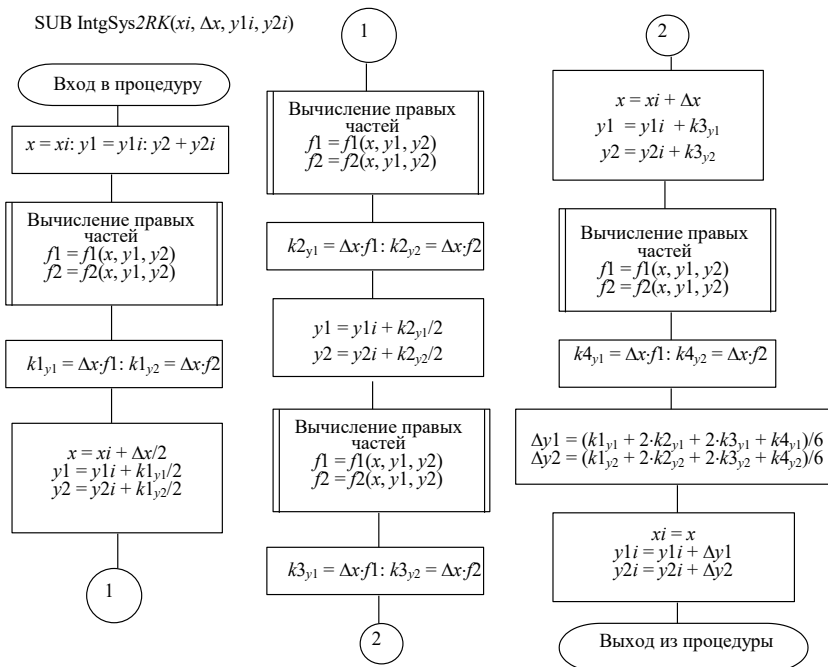 SUB IntgSys2RK(xi, Δx, y1i, y2i)
Вход в процедуру
x = xi: y1 = y1i: y2 + y2i
Вычисление правых
частей
f1 = f1(x, y1, y2)
f2 = f2(x, y1, y2)
k1y1 = Δx·f1: k1y2 = Δx·f2
x = xi + Δx/2
y1 = y1i + k1y1/2
y2 = y2i + k1y2/2
1
1
Вычисление правых
частей
f1 = f1(x, y1, y2)
f2 = f2(x, y1, y2)
k2y1 = Δx·f1: k2y2 = Δx·f2
y1 = y1i + k2y1/2
y2 = y2i + k2y2/2
Вычисление правых
частей
f1 = f1(x, y1, y2)
f2 = f2(x, y1, y2)
k3y1 = Δx·f1: k3y2 = Δx·f2
2
2
x = xi + Δx
y1 = y1i + k3y1
y2 = y2i + k3y2
Вычисление правых
частей
f1 = f1(x, y1, y2)
f2 = f2(x, y1, y2)
k4y1 = Δx·f1: k4y2 = Δx·f2
Δy1 = (k1y1 + 2·k2y1 + 2·k3y1 + k4y1)/6
Δy2 = (k1y2 + 2·k2y2 + 2·k3y2 + k4y2)/6
xi = x
y1i = y1i + Δy1
y2i = y2i + Δy2
Выход из процедуры